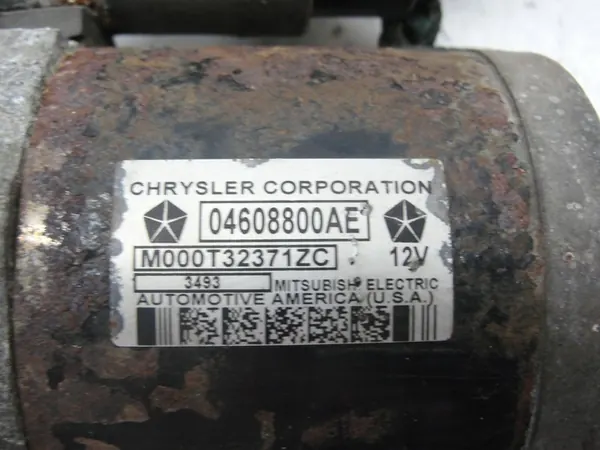 CHRYSLER CORPORATION
04608800AE
M000T32371ZC 12V
3493 MITSUBISHI ELECTRIC
AUTOMOTIVE AMERICA (U.S.A.)